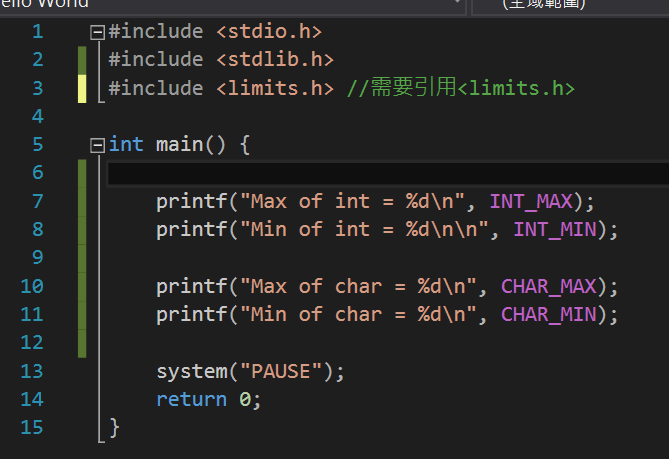 ello World
(全域範圍)
1 #include <stdio.h>
2 #include <stdlib.h>
3 #include <limits.h> //需要引用<limits.h>
4
5 int main() {
6
7 printf("Max of int = %d\n", INT_MAX);
8 printf("Min of int = %d\n\n", INT_MIN);
9
10 printf("Max of char = %d\n", CHAR_MAX);
11 printf("Min of char = %d\n", CHAR_MIN);
12
13 system("PAUSE");
14 return 0;
15 }